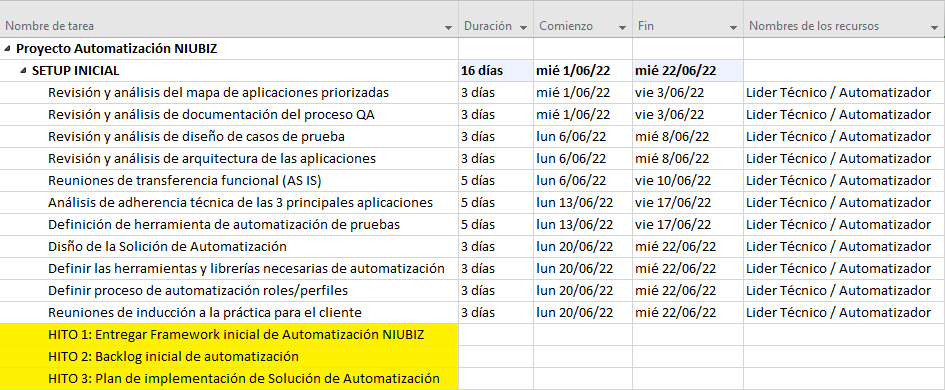 Nombre de tarea Duración Comienzo Fin Nombres de los recursos
Proyecto Automatización NIUBIZ
SETUP INICIAL 16 días mié 1/06/22 mié 22/06/22
Revisión y análisis del mapa de aplicaciones priorizadas 3 días mié 1/06/22 vie 3/06/22 Lider Técnico / Automatizador
Revisión y análisis de documentación del proceso QA 3 días mié 1/06/22 vie 3/06/22 Lider Técnico / Automatizador
Revisión y análisis de diseño de casos de prueba 3 días lun 6/06/22 mié 8/06/22 Lider Técnico / Automatizador
Revisión y análisis de arquitectura de las aplicaciones 3 días lun 6/06/22 mié 8/06/22 Lider Técnico / Automatizador
Reuniones de transferencia funcional (AS IS) 5 días lun 6/06/22 vie 10/06/22 Lider Técnico / Automatizador
Análisis de adherencia técnica de las 3 principales aplicaciones 5 días lun 13/06/22 vie 17/06/22 Lider Técnico / Automatizador
Definición de herramienta de automatización de pruebas 5 días lun 13/06/22 vie 17/06/22 Lider Técnico / Automatizador
Disño de la Solición de Automatización 3 días lun 20/06/22 mié 22/06/22 Lider Técnico / Automatizador
Definir las herramientas y librerías necesarias de automatización 3 días lun 20/06/22 mié 22/06/22 Lider Técnico / Automatizador
Definir proceso de automatización roles/perfiles 3 días lun 20/06/22 mié 22/06/22 Lider Técnico / Automatizador
Reuniones de inducción a la práctica para el cliente 3 días lun 20/06/22 mié 22/06/22 Lider Técnico / Automatizador
HITO 1: Entregar Framework inicial de Automatización NIUBIZ
HITO 2: Backlog inicial de automatización
HITO 3: Plan de implementación de Solución de Automatización